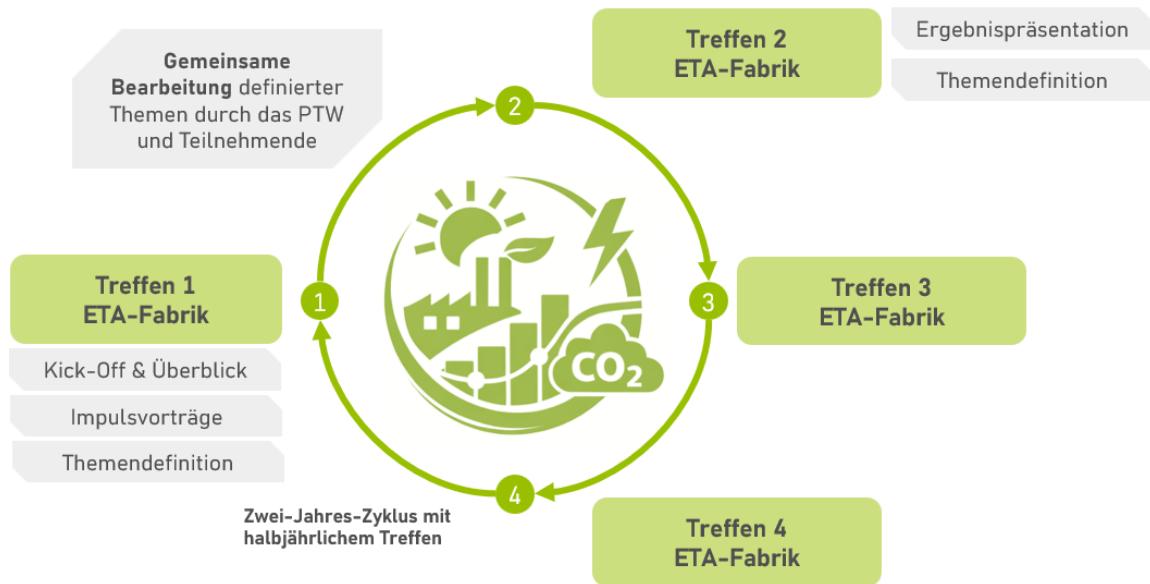 Gemeinsame
Bearbeitung definierter
Themen durch das PTW
und Teilnehmende
Treffen 2
ETA-Fabrik
Ergebnispräsentation
Themendefinition
2
Treffen 1
ETA-Fabrik
1
Kick-Off & Überblick
Impulsvorträge
Themendefinition
CO₂
3
Treffen 3
ETA-Fabrik
4
Zwei-Jahres-Zyklus mit
halbjährlichem Treffen
Treffen 4
ETA-Fabrik